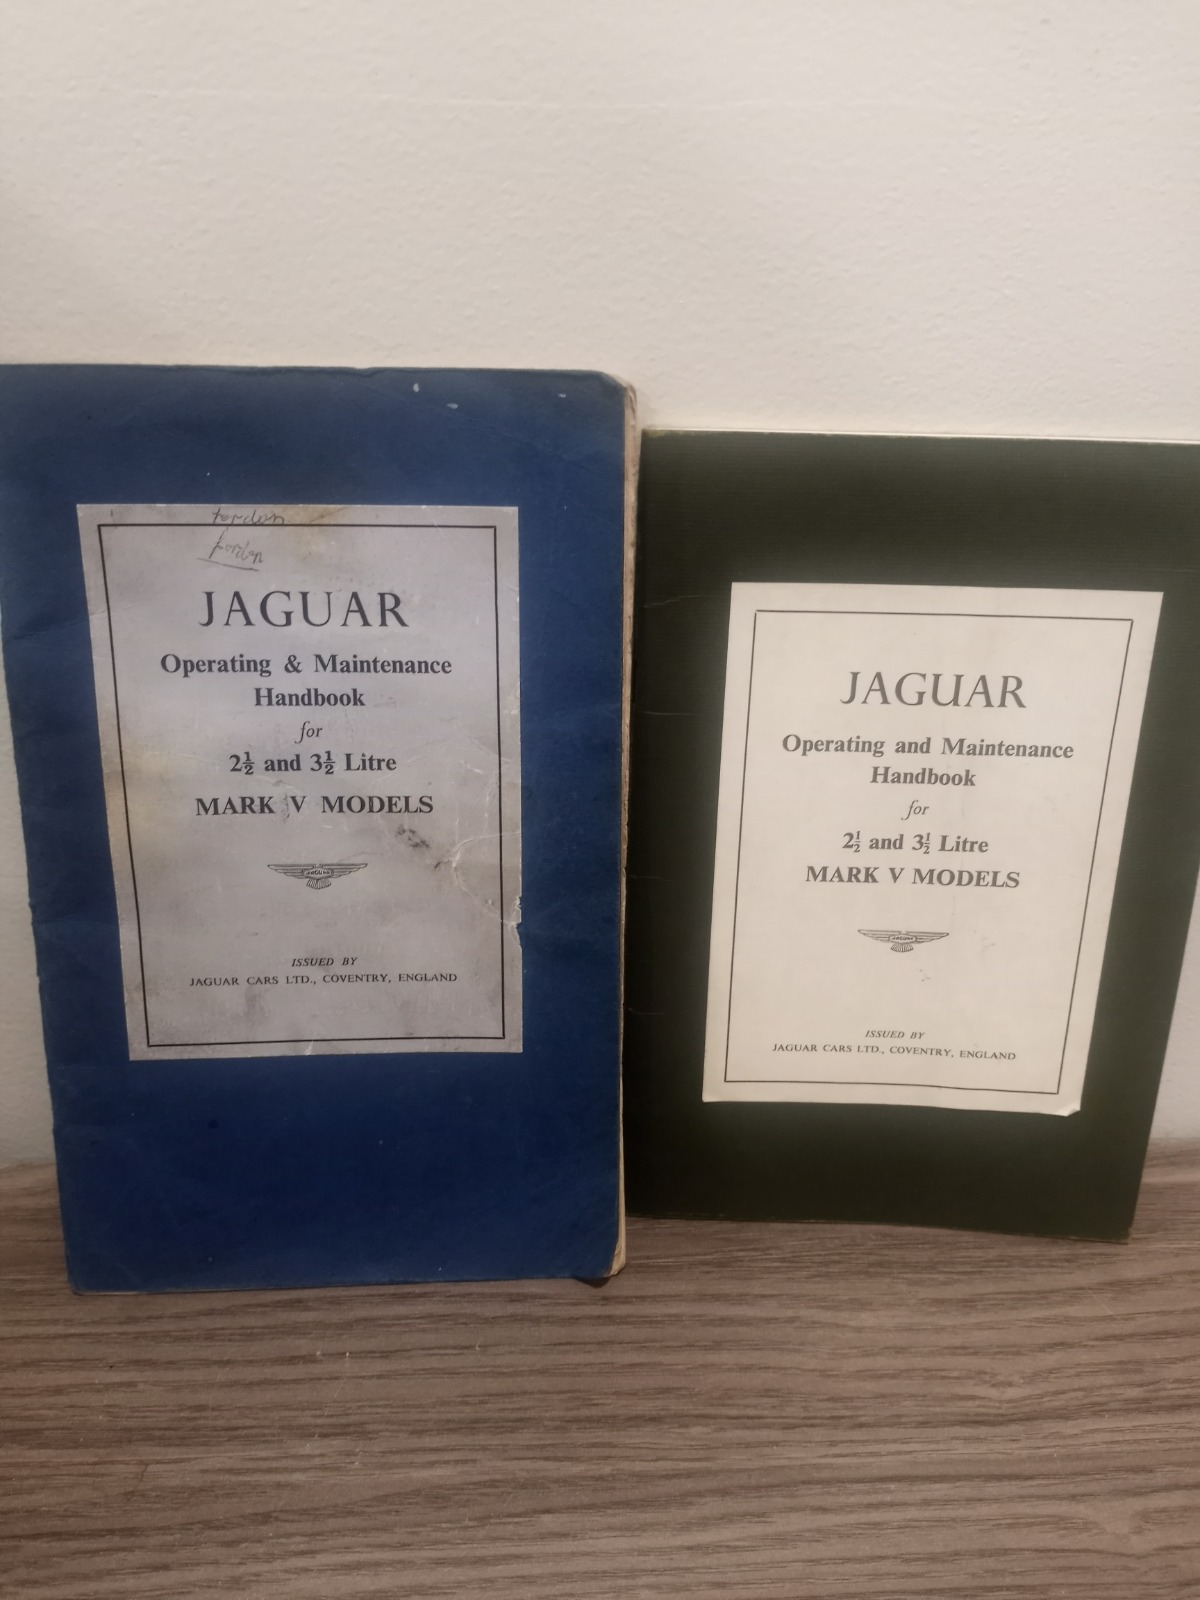 JAGUAR
Operating & Maintenance
Handbook
for
2½ and 3½ Litre
MARK V MODELS
JAGUAR
ISSUED BY
JAGUAR CARS LTD., COVENTRY, ENGLAND
JAGUAR
Operating and Maintenance
Handbook
for
2½ and 3½ Litre
MARK V MODELS
JAGUAR
ISSUED BY
JAGUAR CARS LTD., COVENTRY, ENGLAND